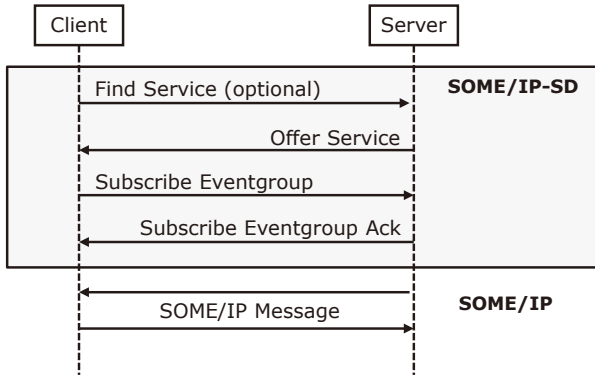 Client
Server
Find Service (optional)
SOME/IP-SD
Offer Service
Subscribe Eventgroup
Subscribe Eventgroup Ack
SOME/IP Message
SOME/IP